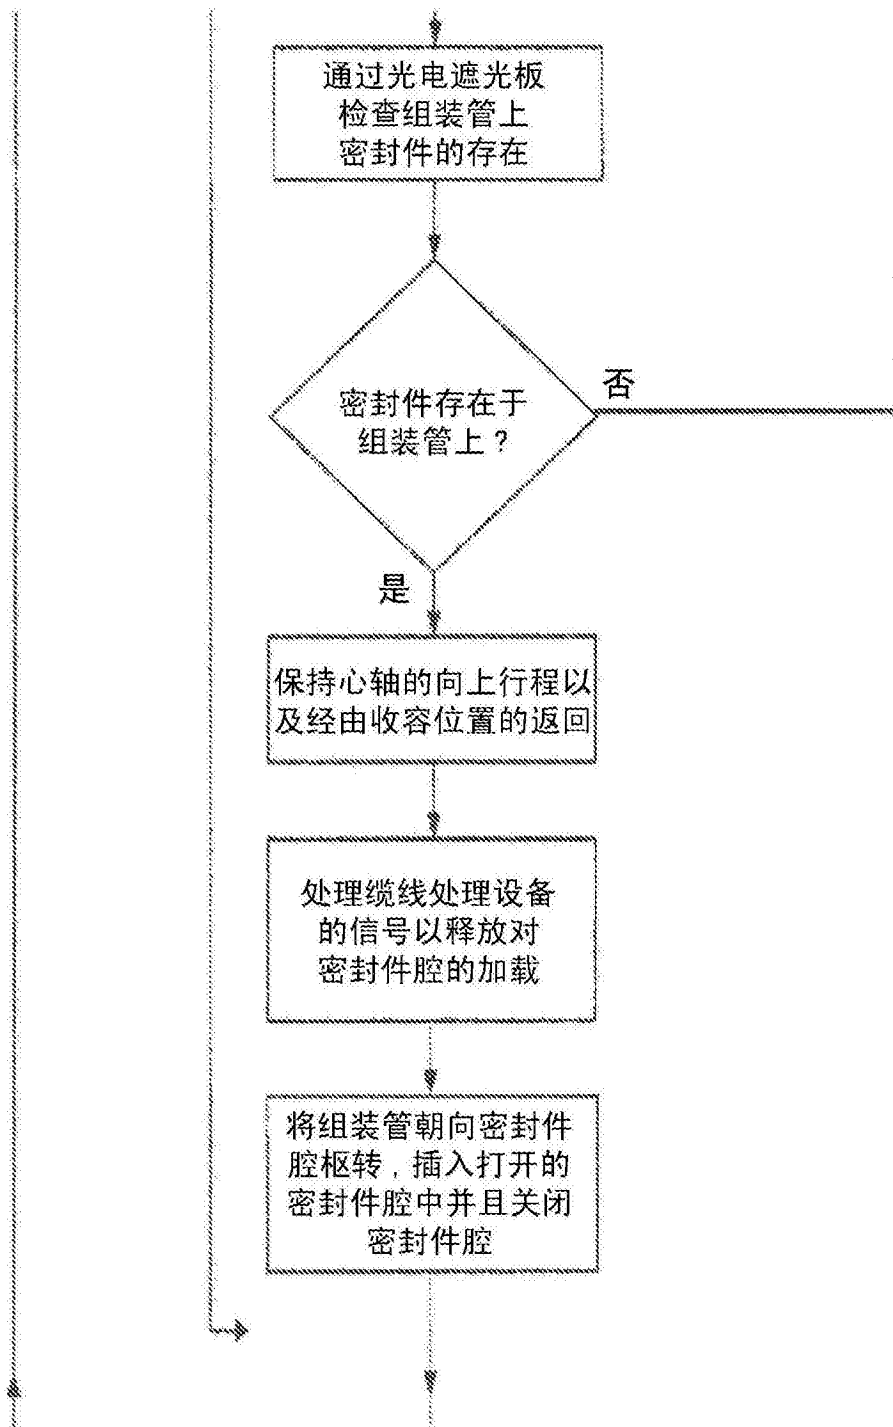 通过光电遮光板
检查组装管上
密封件的存在
密封件存在于
组装管上？
否
是
保持心轴的向上行程以
及经由收容位置的返回
处理缆线处理设备
的信号以释放对
密封件腔的加载
将组装管朝向密封件
腔枢转，插入打开的
密封件腔中并且关闭
密封件腔